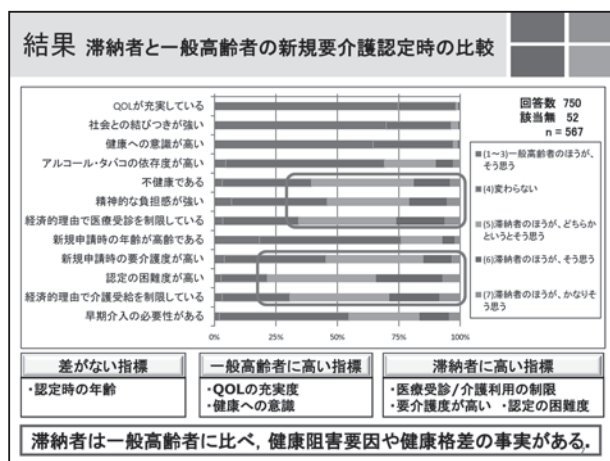 結果 滞納者と一般高齢者の新規要介護認定時の比較
QOLが充実している
社会との結びつきが強い
健康への意識が高い
アルコール・タバコの依存度が高い
不健康である
精神的な負担感が強い
経済的理由で医療受診を制限している
新規申請時の年齢が高齢である
新規申請時の要介護度が高い
認定の困難度が高い
経済的理由で介護受給を制限している
早期介入の必要性がある
0% 25% 50% 75% 100%
回答数 750
該当無 52
n = 567
■(1~3)一般高齢者のほうが、
そう思う
■(4)変わらない
■(5)滞納者のほうが、どちらか
というとそう思う
■(6)滞納者のほうが、そう思う
■(7)滞納者のほうが、かなりそ
う思う
差がない指標
・認定時の年齢
一般高齢者に高い指標
・QOLの充実度
・健康への意識
滞納者に高い指標
・医療受診/介護利用の制限
・要介護度が高い ・認定の困難度
滞納者は一般高齢者に比べ，健康阻害要因や健康格差の事実がある．